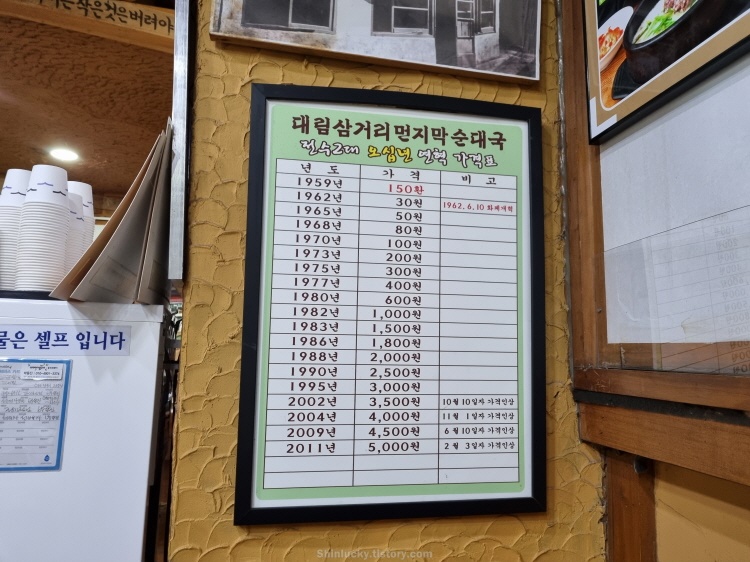 작은것은버려야
대림삼거리먼지막순대국
전수2대 오십년 연혁 가격표
년 도 가 격 비 고
1959년 150환
1962년 30원 1962. 6. 10 화폐개혁
1965년 50원
1968년 80원
1970년 100원
1973년 200원
1975년 300원
1977년 400원
1980년 600원
1982년 1,000원
1983년 1,500원
1986년 1,800원
1988년 2,000원
1990년 2,500원
1995년 3,000원
2002년 3,500원 10월 10일자 가격인상
2004년 4,000원 11월 1일자 가격인상
2009년 4,500원 6월 10일자 가격인상
2011년 5,000원 2월 3일자 가격인상
물은 셀프 입니다
Shinlucky.tistory.com